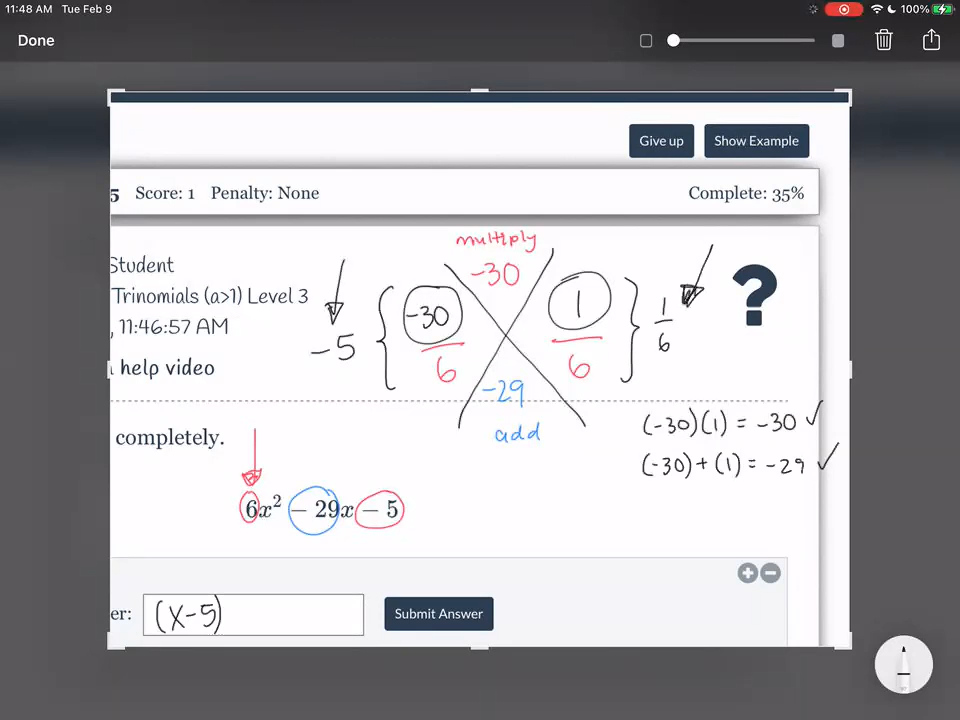 11:48 AM Tue Feb 9
100%
Done
Give up
Show Example
5 Score: 1 Penalty: None
Complete: 35%
multiply
Student
-30
Trinomials (a>1) Level 3
, 11:46:57 AM
-5 { -30/6 1/6 } 1/6
?
help video
-29
add
(-30)(1) = -30 ✓
(-30)+(1) = -29 ✓
completely.
6x² − 29x − 5
er:
(x-5)
Submit Answer